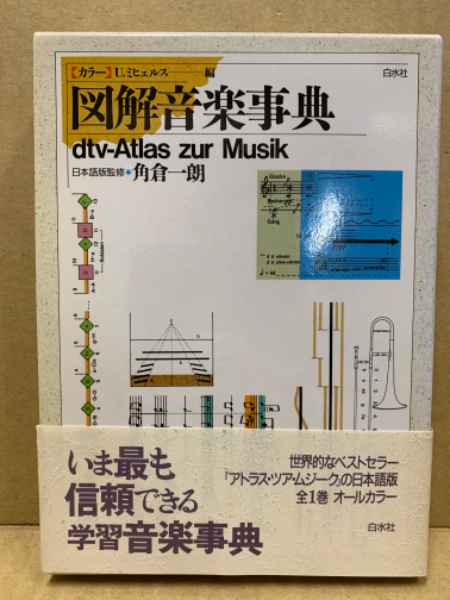 【カラー】U.ミヒェルス 編
白水社
図解音楽事典
dtv-Atlas zur Musik
日本語版監修●角倉一朗
Glocke
Gong
いま最も
信頼できる
学習音楽事典
世界的なベストセラー
『アトラス・ツア・ムジーク』の日本語版
全1巻 オールカラー
白水社